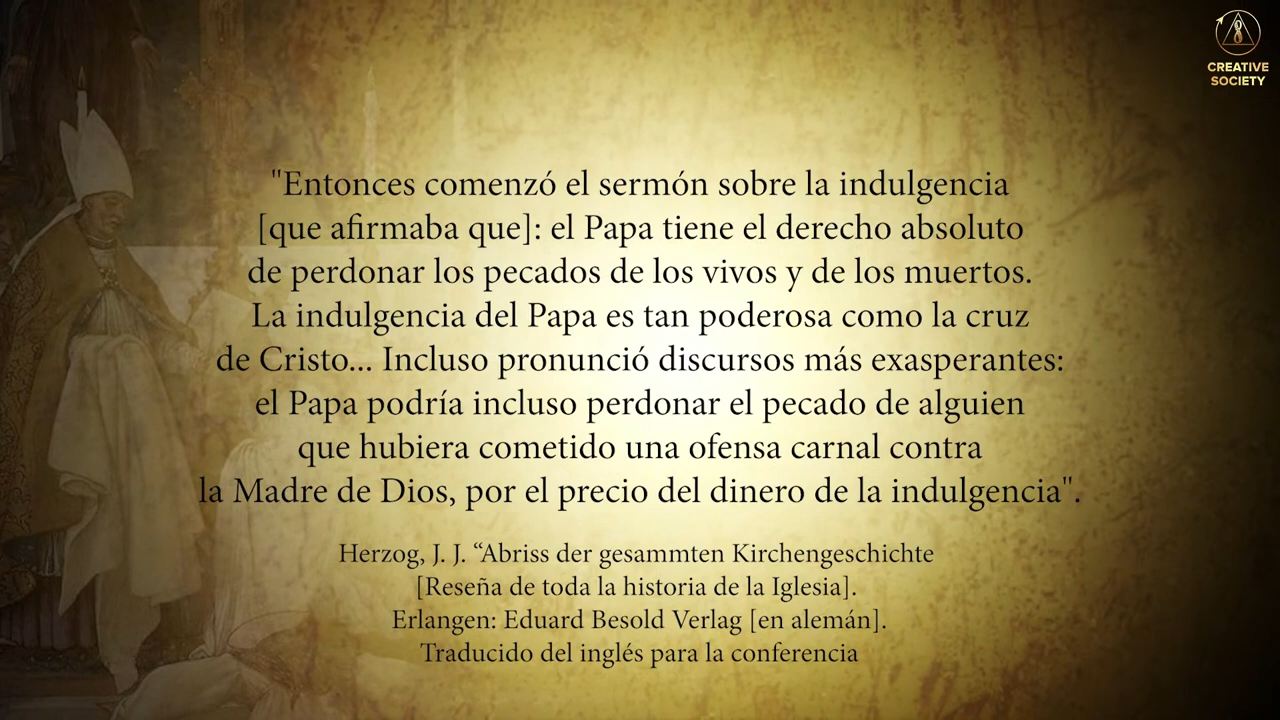 CREATIVE
SOCIETY
"Entonces comenzó el sermón sobre la indulgencia
[que afirmaba que]: el Papa tiene el derecho absoluto
de perdonar los pecados de los vivos y de los muertos.
La indulgencia del Papa es tan poderosa como la cruz
de Cristo... Incluso pronunció discursos más exasperantes:
el Papa podría incluso perdonar el pecado de alguien
que hubiera cometido una ofensa carnal contra
la Madre de Dios, por el precio del dinero de la indulgencia".
Herzog, J. J. “Abriss der gesammten Kirchengeschichte
[Reseña de toda la historia de la Iglesia].
Erlangen: Eduard Besold Verlag [en alemán].
Traducido del inglés para la conferencia